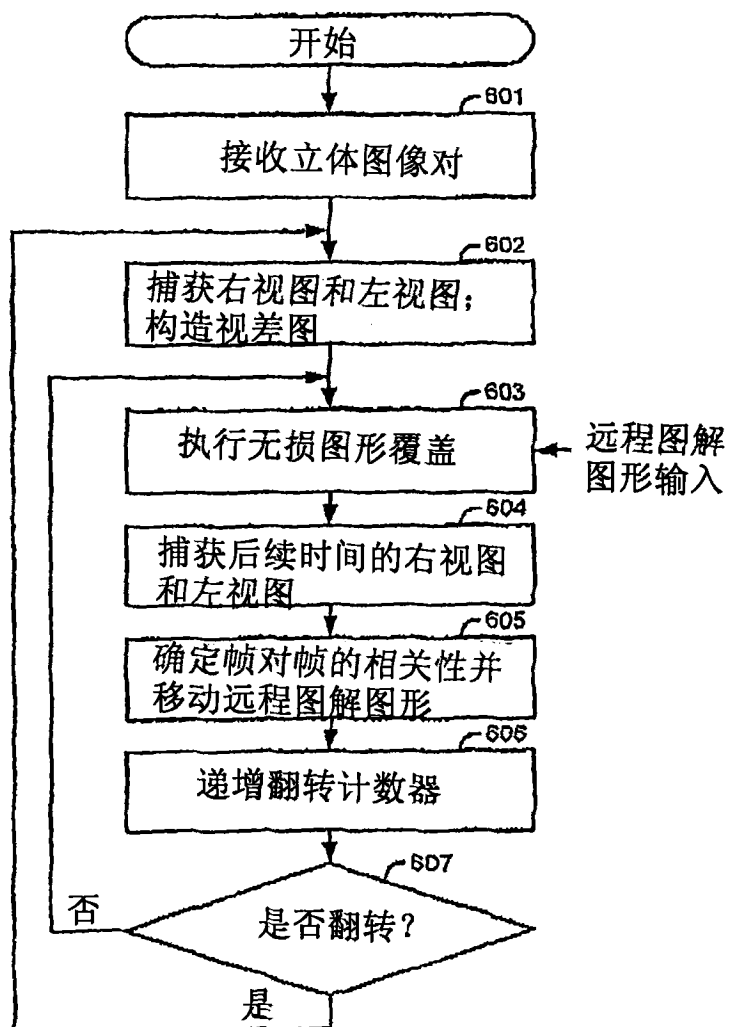 开始
601
接收立体图像对
602
捕获右视图和左视图；
构造视差图
603
执行无损图形覆盖
远程图解
图形输入
604
捕获后续时间的右视图
和左视图
605
确定帧对帧的相关性并
移动远程图解图形
606
递增翻转计数器
607
是否翻转？
否
是